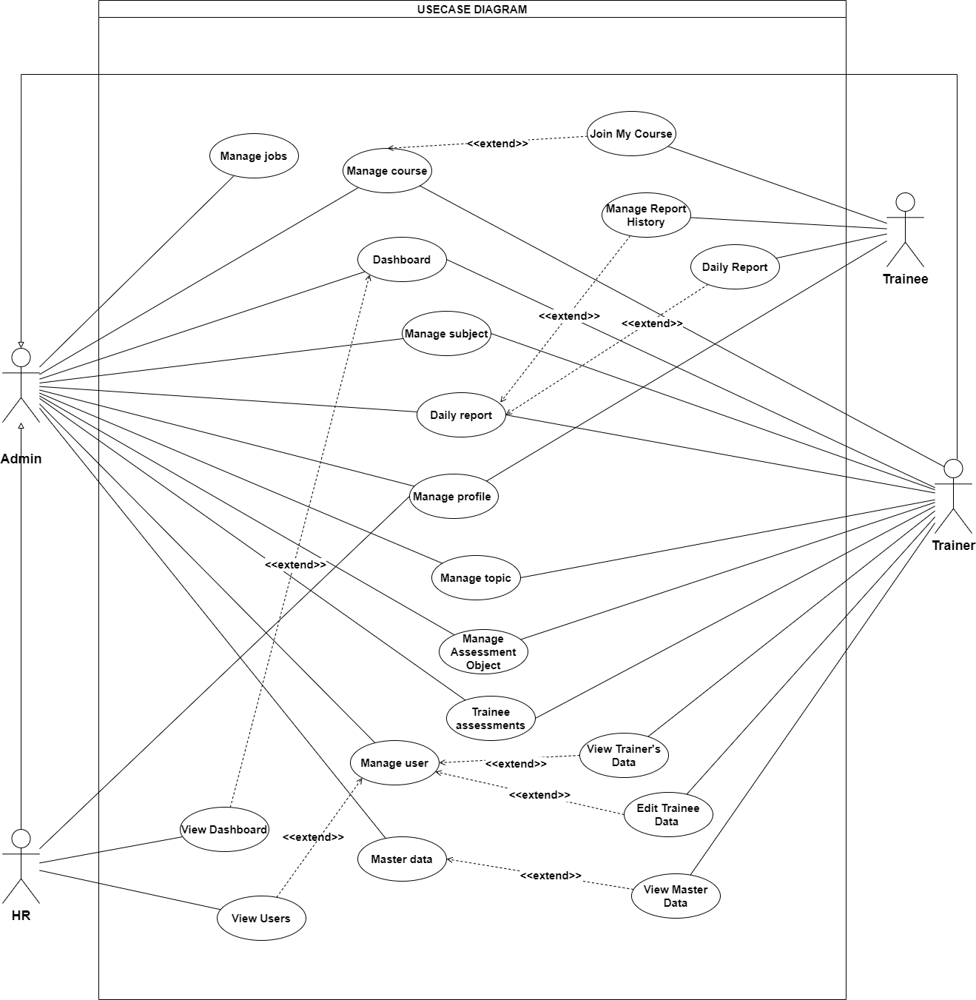 USECASE DIAGRAM
Join My Course
<<extend>>
Manage jobs
Manage course
Manage Report
History
Dashboard
Daily Report
Trainee
<<extend>>
<<extend>>
Manage subject
Daily report
Admin
Manage profile
Trainer
<<extend>>
Manage topic
Manage
Assessment
Object
Trainee
assessments
View Trainer's
Data
Manage user
<<extend>>
<<extend>>
Edit Trainee
Data
View Dashboard
<<extend>>
Master data
<<extend>>
View Master
Data
HR
View Users